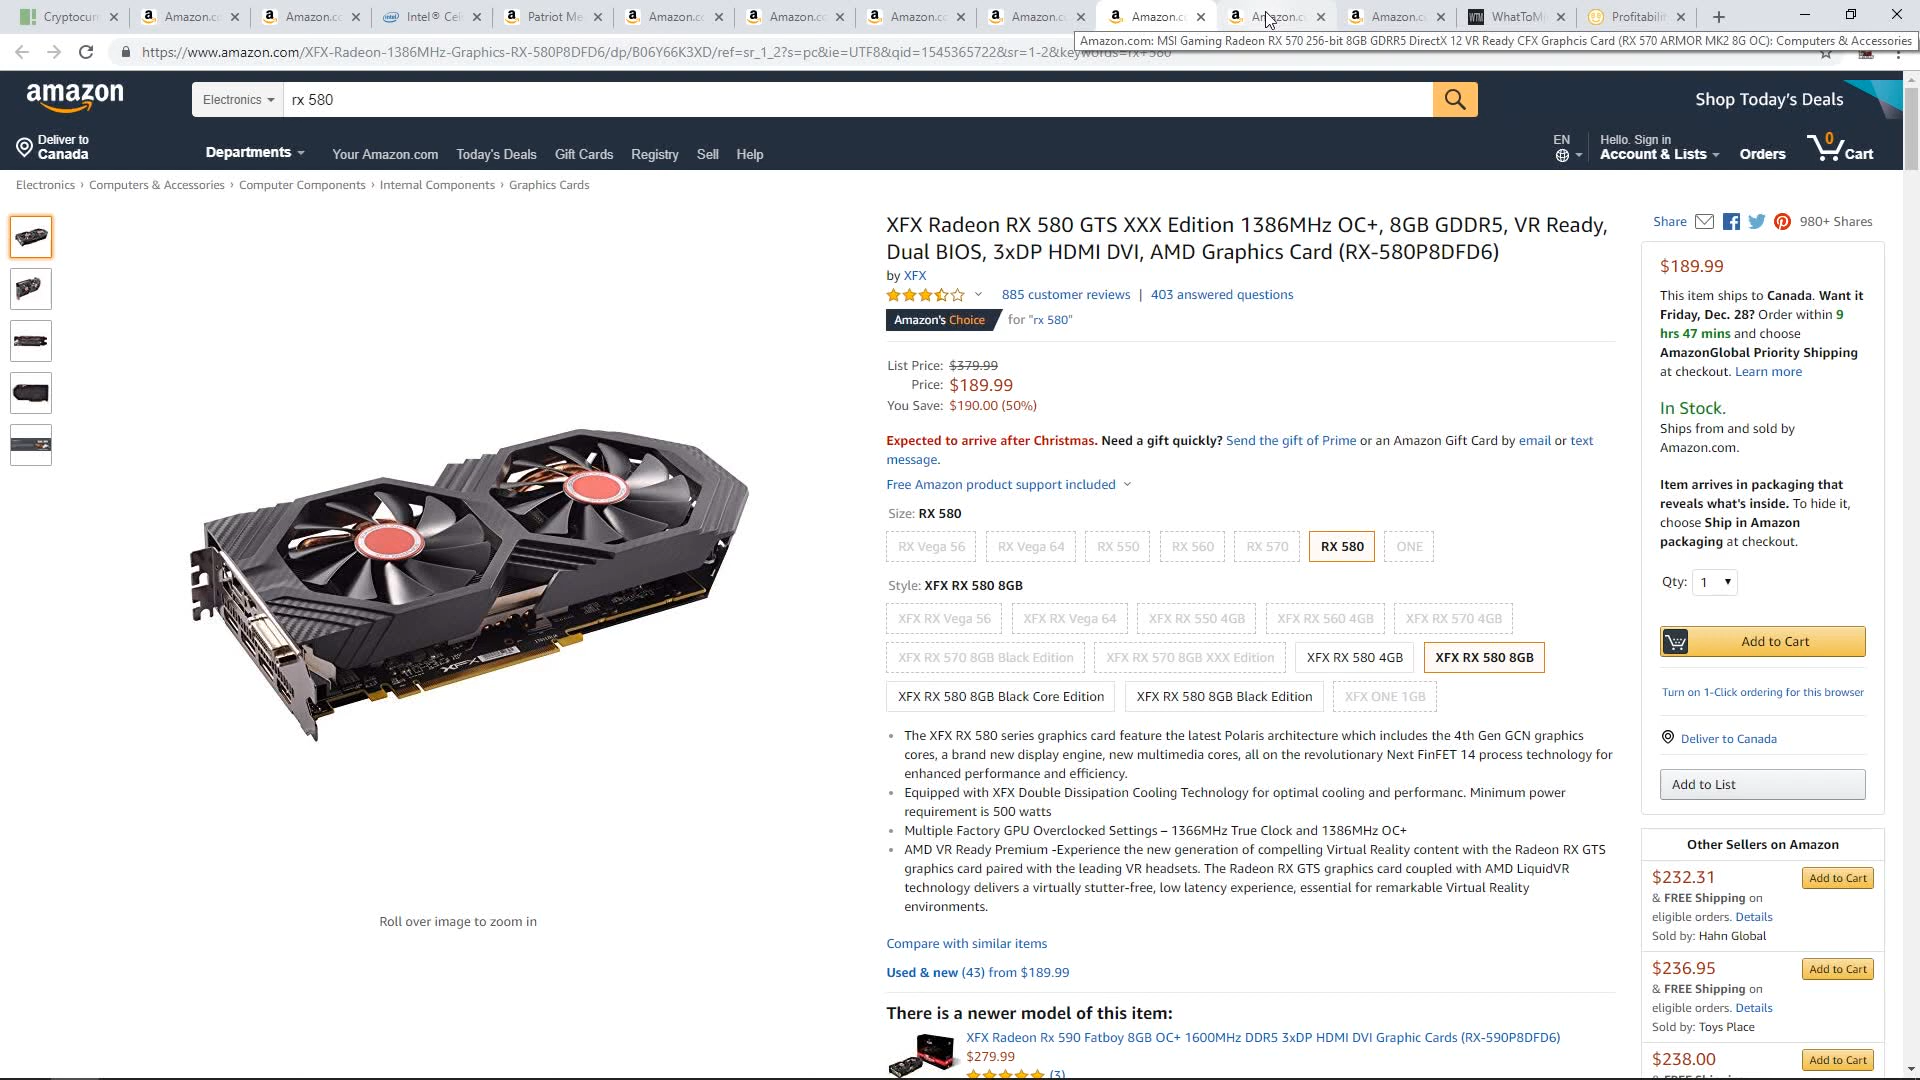 Cryptocur
Amazon.c
Amazon.c
Intel® Cel
Patriot Me
Amazon.c
Amazon.c
Amazon.c
Amazon.c
Amazon.c
Amazon.c
Amazon.c
WhatToM
Profitabilit
https://www.amazon.com/XFX-Radeon-1386MHz-Graphics-RX-580P8DFD6/dp/B06Y66K3XD/ref=sr_1_2?s=pc&ie=UTF8&qid=1545365722&sr=1-2&keywords=rx+580
Amazon.com: MSI Gaming Radeon RX 570 256-bit 8GB GDRR5 DirectX 12 VR Ready CFX Graphcis Card (RX 570 ARMOR MK2 8G OC): Computers & Accessories
amazon
Electronics
rx 580
Shop Today's Deals
Deliver to
Canada
Departments
Your Amazon.com
Today's Deals
Gift Cards
Registry
Sell
Help
EN
Hello. Sign in
Account & Lists
Orders
0
Cart
Electronics › Computers & Accessories › Computer Components › Internal Components › Graphics Cards
XFX Radeon RX 580 GTS XXX Edition 1386MHz OC+, 8GB GDDR5, VR Ready,
Dual BIOS, 3xDP HDMI DVI, AMD Graphics Card (RX-580P8DFD6)
by XFX
885 customer reviews | 403 answered questions
Amazon's Choice for "rx 580"
List Price: $379.99
Price: $189.99
You Save: $190.00 (50%)
Expected to arrive after Christmas. Need a gift quickly? Send the gift of Prime or an Amazon Gift Card by email or text
message.
Free Amazon product support included
Size: RX 580
RX Vega 56
RX Vega 64
RX 550
RX 560
RX 570
RX 580
ONE
Style: XFX RX 580 8GB
XFX RX Vega 56
XFX RX Vega 64
XFX RX 550 4GB
XFX RX 560 4GB
XFX RX 570 4GB
XFX RX 570 8GB Black Edition
XFX RX 570 8GB XXX Edition
XFX RX 580 4GB
XFX RX 580 8GB
XFX RX 580 8GB Black Core Edition
XFX RX 580 8GB Black Edition
XFX ONE 1GB
• The XFX RX 580 series graphics card feature the latest Polaris architecture which includes the 4th Gen GCN graphics
cores, a brand new display engine, new multimedia cores, all on the revolutionary Next FinFET 14 process technology for
enhanced performance and efficiency.
• Equipped with XFX Double Dissipation Cooling Technology for optimal cooling and performanc. Minimum power
requirement is 500 watts
• Multiple Factory GPU Overclocked Settings – 1366MHz True Clock and 1386MHz OC+
• AMD VR Ready Premium -Experience the new generation of compelling Virtual Reality content with the Radeon RX GTS
graphics card paired with the leading VR headsets. The Radeon RX GTS graphics card coupled with AMD LiquidVR
technology delivers a virtually stutter-free, low latency experience, essential for remarkable Virtual Reality
environments.
Roll over image to zoom in
Compare with similar items
Used & new (43) from $189.99
There is a newer model of this item:
XFX Radeon Rx 590 Fatboy 8GB OC+ 1600MHz DDR5 3xDP HDMI DVI Graphic Cards (RX-590P8DFD6)
$279.99
(3)
Share
980+ Shares
$189.99
This item ships to Canada. Want it
Friday, Dec. 28? Order within 9
hrs 47 mins and choose
AmazonGlobal Priority Shipping
at checkout. Learn more
In Stock.
Ships from and sold by
Amazon.com.
Item arrives in packaging that
reveals what's inside. To hide it,
choose Ship in Amazon
packaging at checkout.
Qty: 1
Add to Cart
Turn on 1-Click ordering for this browser
Deliver to Canada
Add to List
Other Sellers on Amazon
$232.31
Add to Cart
& FREE Shipping on
eligible orders. Details
Sold by: Hahn Global
$236.95
Add to Cart
& FREE Shipping on
eligible orders. Details
Sold by: Toys Place
$238.00
Add to Cart